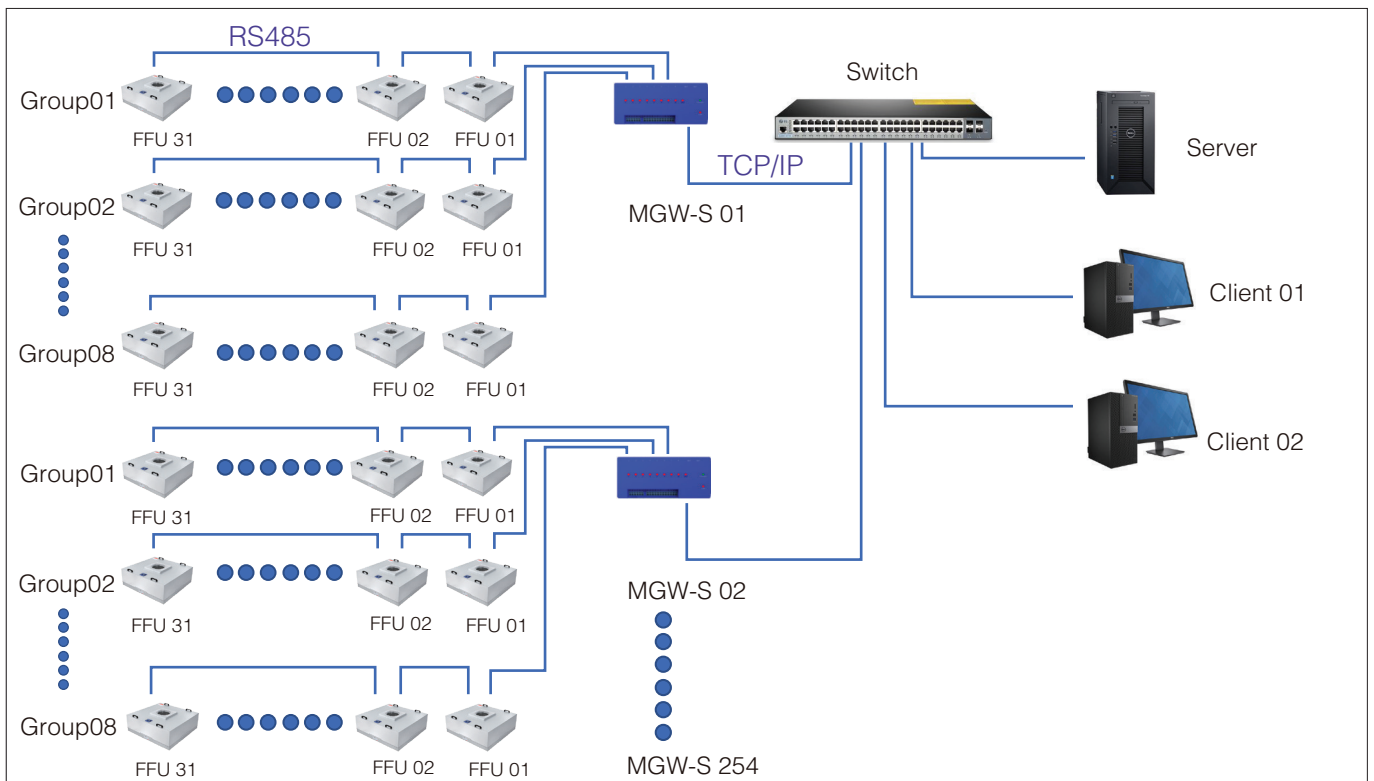 RS485
Switch
Group01
FFU 31
FFU 02
FFU 01
TCP/IP
Server
Group02
MGW-S 01
FFU 31
FFU 02
FFU 01
Client 01
Group08
FFU 31
FFU 02
FFU 01
Client 02
Group01
FFU 31
FFU 02
FFU 01
Group02
MGW-S 02
FFU 31
FFU 02
FFU 01
Group08
FFU 31
FFU 02
FFU 01
MGW-S 254